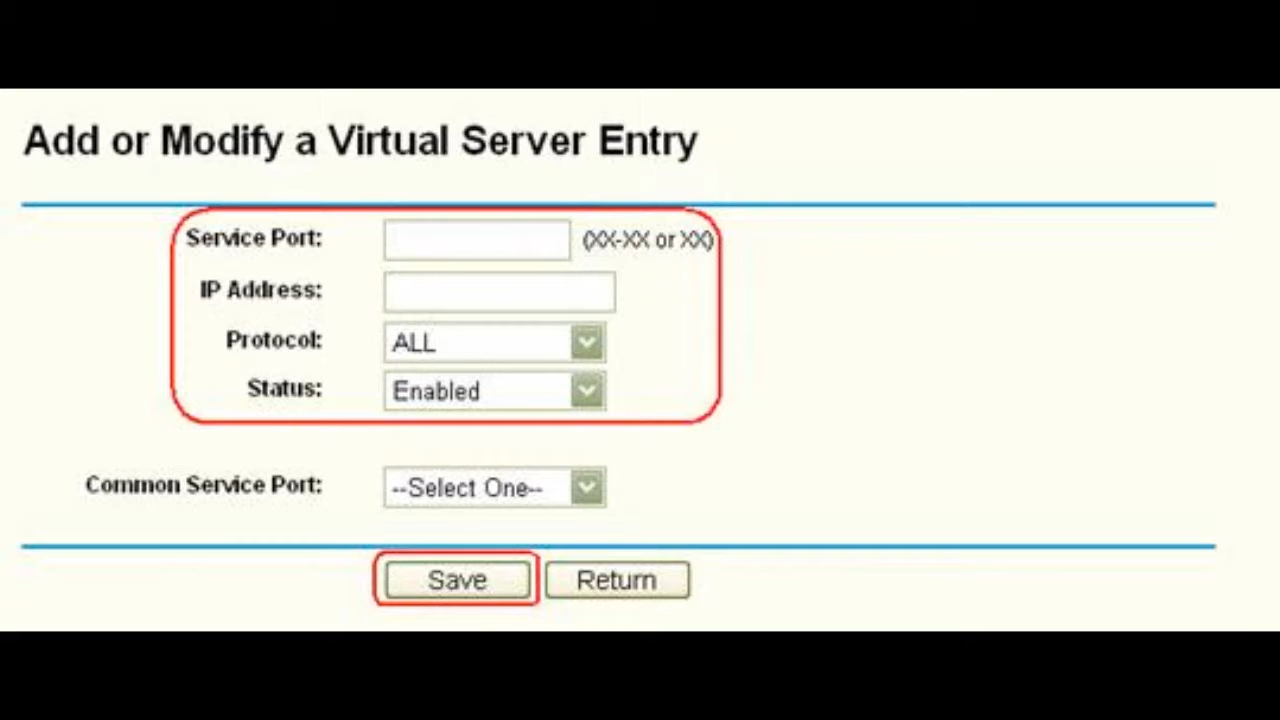 Add or Modify a Virtual Server Entry
Service Port: (XX-XX or XX)
IP Address:
Protocol: ALL
Status: Enabled
Common Service Port: --Select One--
Save Return